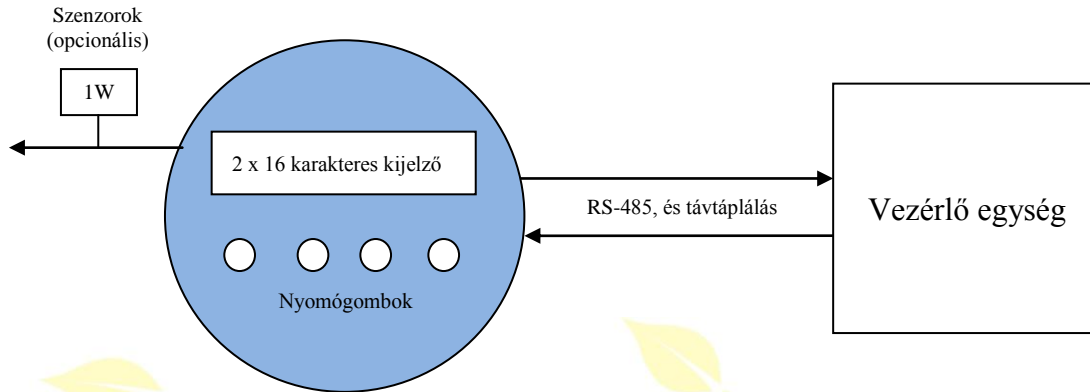 Szenzorok
(opcionális)
1W
2 x 16 karakteres kijelző
RS-485, és távtáplálás
Vezérlő egység
Nyomógombok